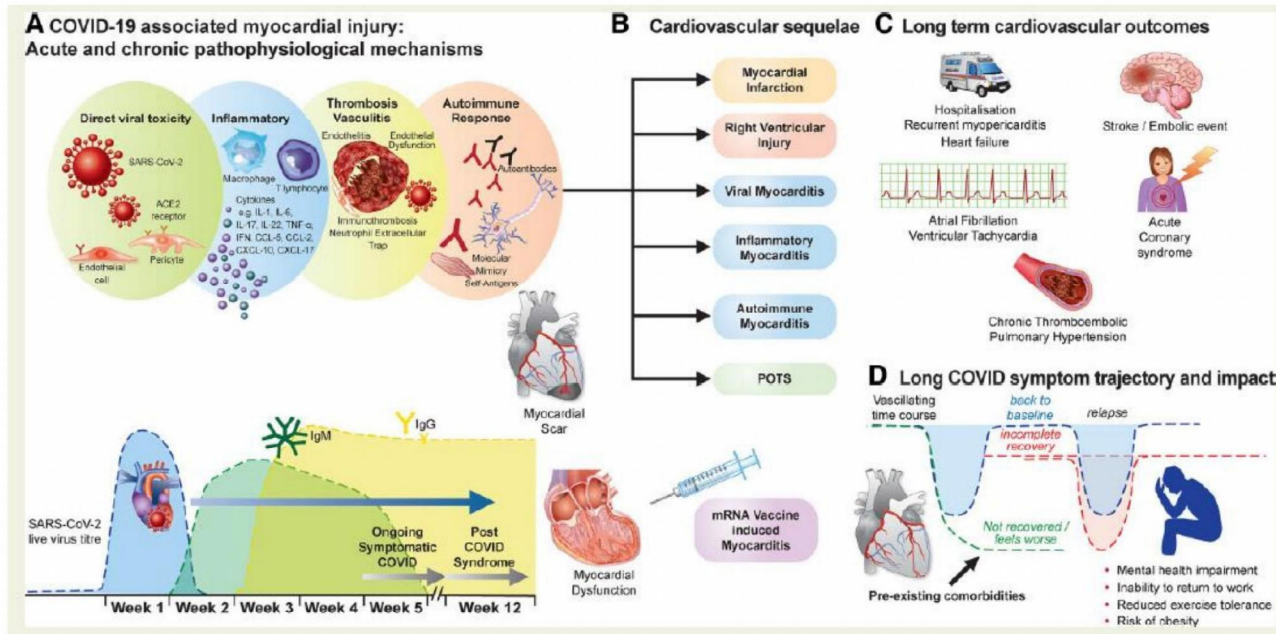 A COVID-19 associated myocardial injury:
Acute and chronic pathophysiological mechanisms
Direct viral toxicity
SARS-CoV-2
ACE2
receptor
Endothelial
cell
Pericyte
Inflammatory
Macrophage
T lymphocyte
Cytokines
e.g. IL-1, IL-6,
IL-17, IL-22, TNF-α,
IFN, CCL-5, CCL-2,
CXCL-10, CXCL-17
Thrombosis
Vasculitis
Endothelitis
Endothelial
Dysfunction
Immunothrombosis
Neutrophil Extracellular
Trap
Autoimmune
Response
Autoantibodies
Molecular
Mimicry
Self-Antigens
Myocardial
Scar
IgM
IgG
SARS-CoV-2
live virus titre
Ongoing
Symptomatic
COVID
Post
COVID
Syndrome
Week 1
Week 2
Week 3
Week 4
Week 5
Week 12
Myocardial
Dysfunction
B Cardiovascular sequelae
Myocardial
Infarction
Right Ventricular
Injury
Viral Myocarditis
Inflammatory
Myocarditis
Autoimmune
Myocarditis
POTS
mRNA Vaccine
induced
Myocarditis
C Long term cardiovascular outcomes
Hospitalisation
Recurrent myopericarditis
Heart failure
Stroke / Embolic event
Atrial Fibrillation
Ventricular Tachycardia
Acute
Coronary
syndrome
Chronic Thromboembolic
Pulmonary Hypertension
D Long COVID symptom trajectory and impact
Vascillating
time course
back to
baseline
relapse
incomplete
recovery
Not recovered /
feels worse
Pre-existing comorbidities
• Mental health impairment
• Inability to return to work
• Reduced exercise tolerance
• Risk of obesity